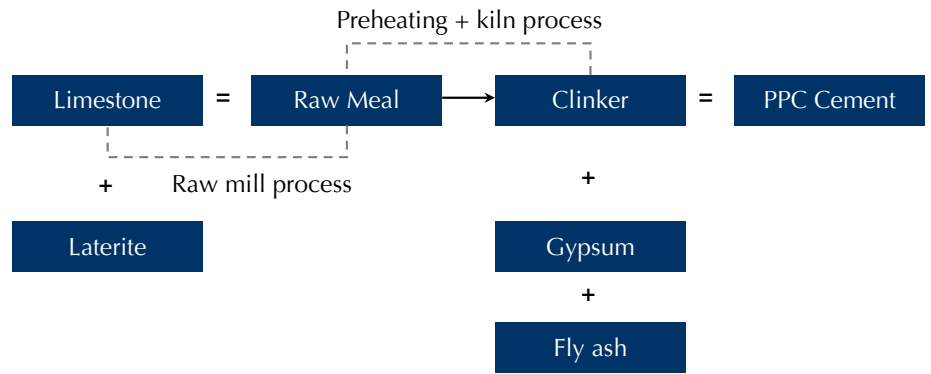 Preheating + kiln process
Limestone = Raw Meal Clinker = PPC Cement
+ Raw mill process +
Laterite Gypsum
+
Fly ash